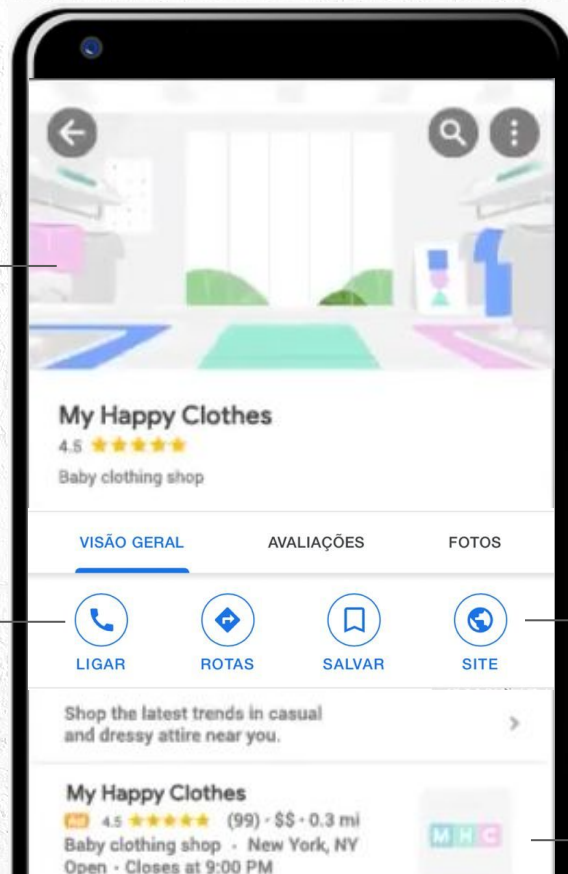 My Happy Clothes
4.5
Baby clothing shop
VISÃO GERAL AVALIAÇÕES FOTOS
LIGAR ROTAS SALVAR SITE
Shop the latest trends in casual
and dressy attire near you.
My Happy Clothes
Ad 4.5 (99) · $$ · 0.3 mi
Baby clothing shop · New York, NY
Open · Closes at 9:00 PM
MHC